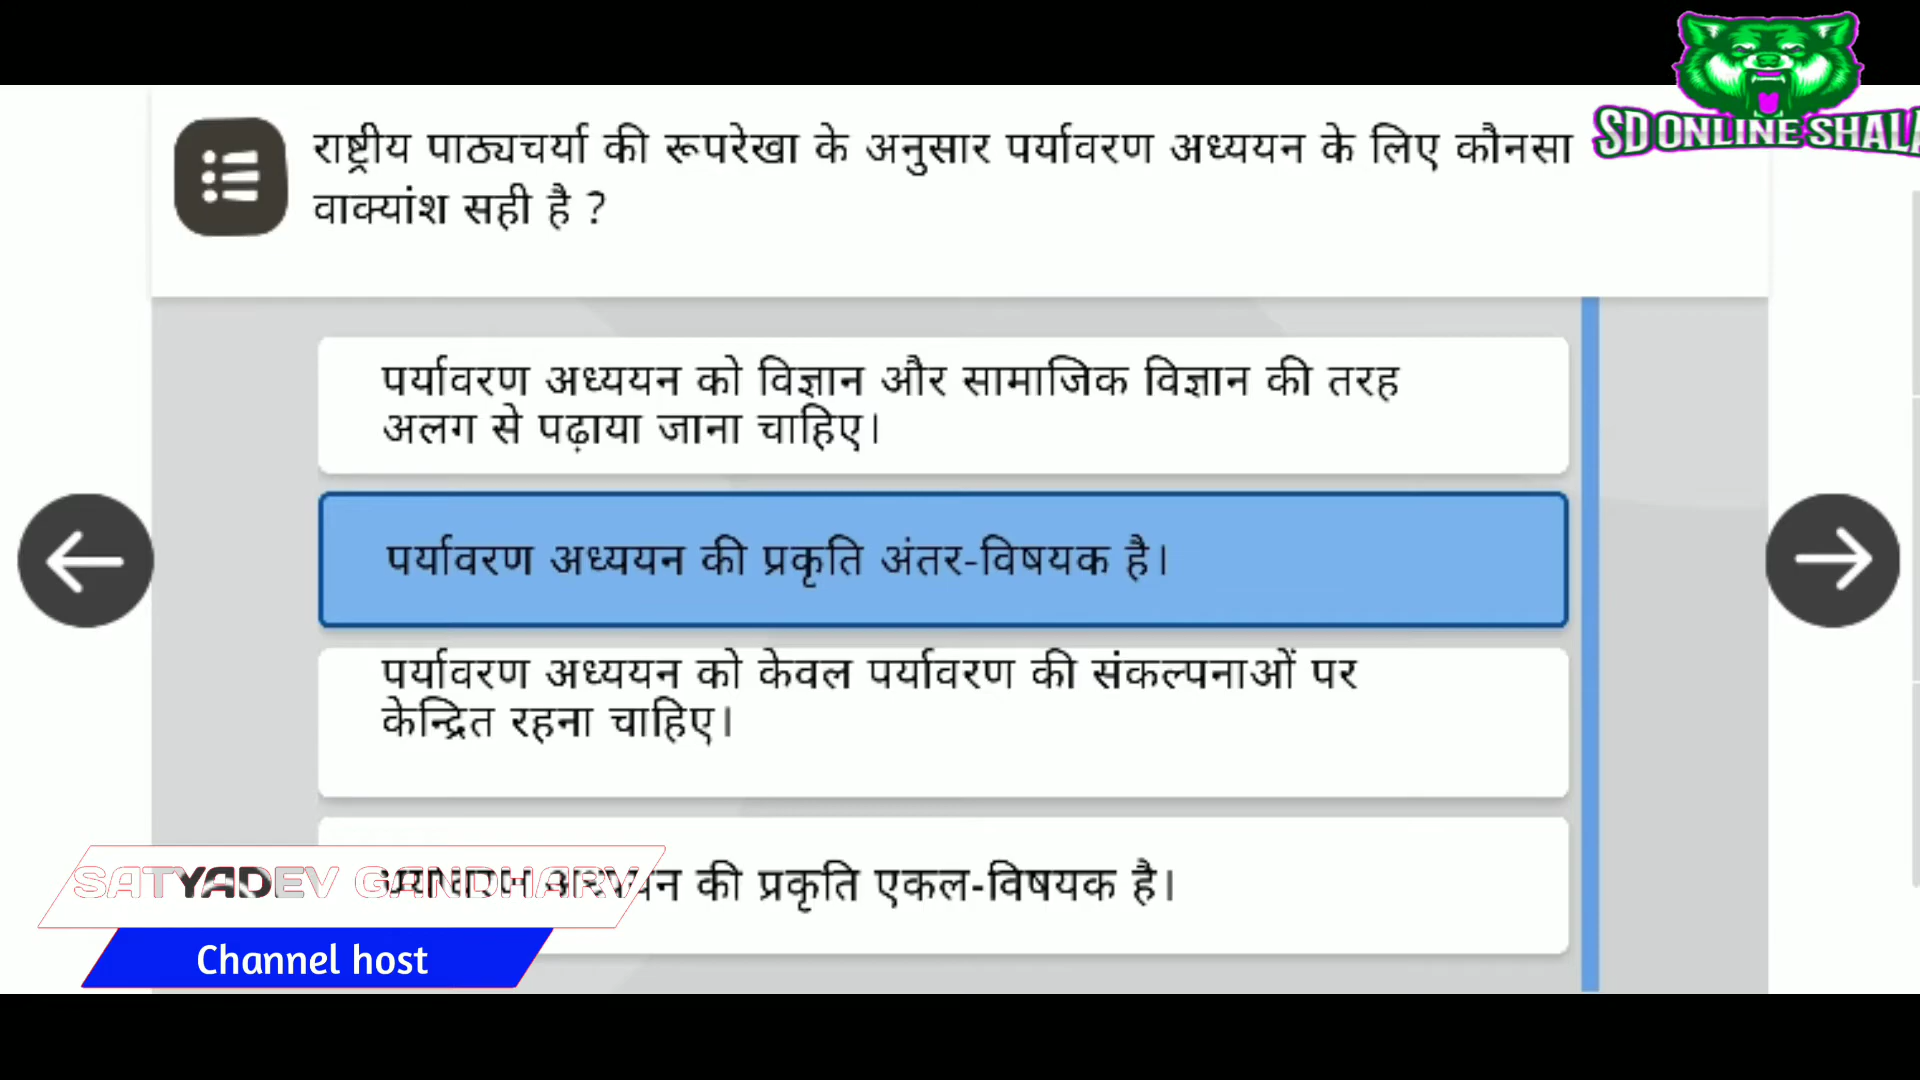 SD ONLINE SHALA
राष्ट्रीय पाठ्यचर्या की रूपरेखा के अनुसार पर्यावरण अध्ययन के लिए कौनसा
वाक्यांश सही है ?
पर्यावरण अध्ययन को विज्ञान और सामाजिक विज्ञान की तरह
अलग से पढ़ाया जाना चाहिए।
पर्यावरण अध्ययन की प्रकृति अंतर-विषयक है।
पर्यावरण अध्ययन को केवल पर्यावरण की संकल्पनाओं पर
केन्द्रित रहना चाहिए।
की प्रकृति एकल-विषयक है।
SATYADEV GANDHARV
Channel host